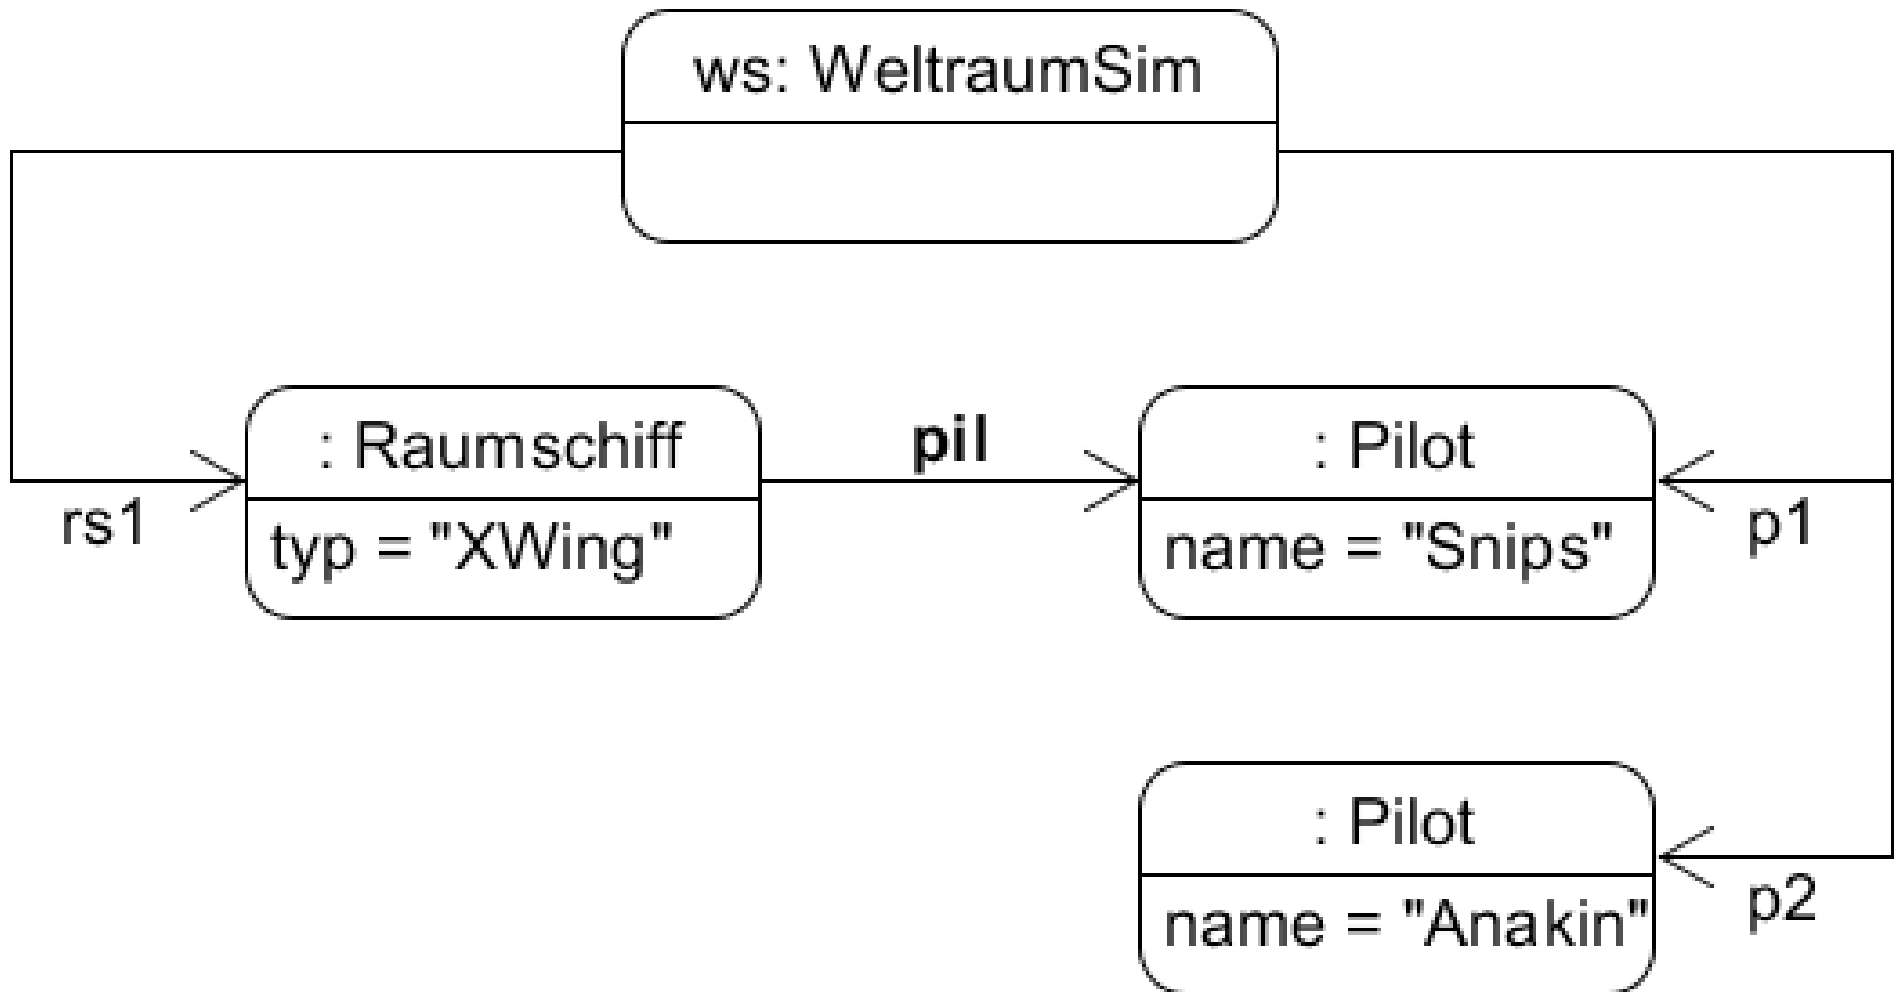 ws: WeltraumSim
: Raumschiff
pil
: Pilot
rs1
typ = "XWing"
name = "Snips"
p1
: Pilot
name = "Anakin"
p2